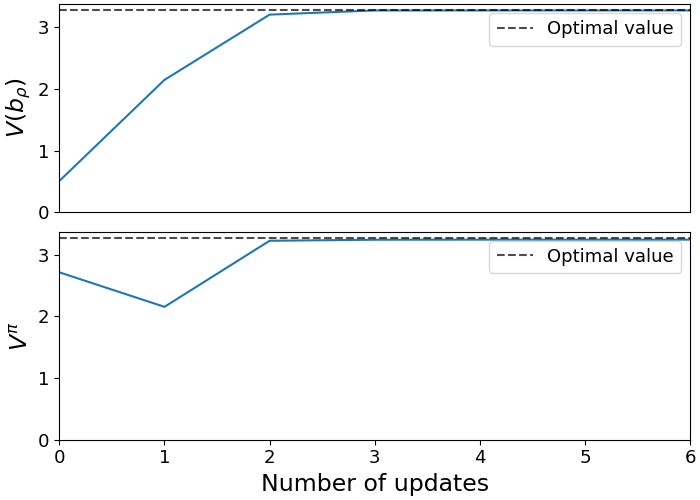 3
2
1
0
V(b_ρ)
Optimal value
3
2
1
0
V^π
Optimal value
0 1 2 3 4 5 6
Number of updates